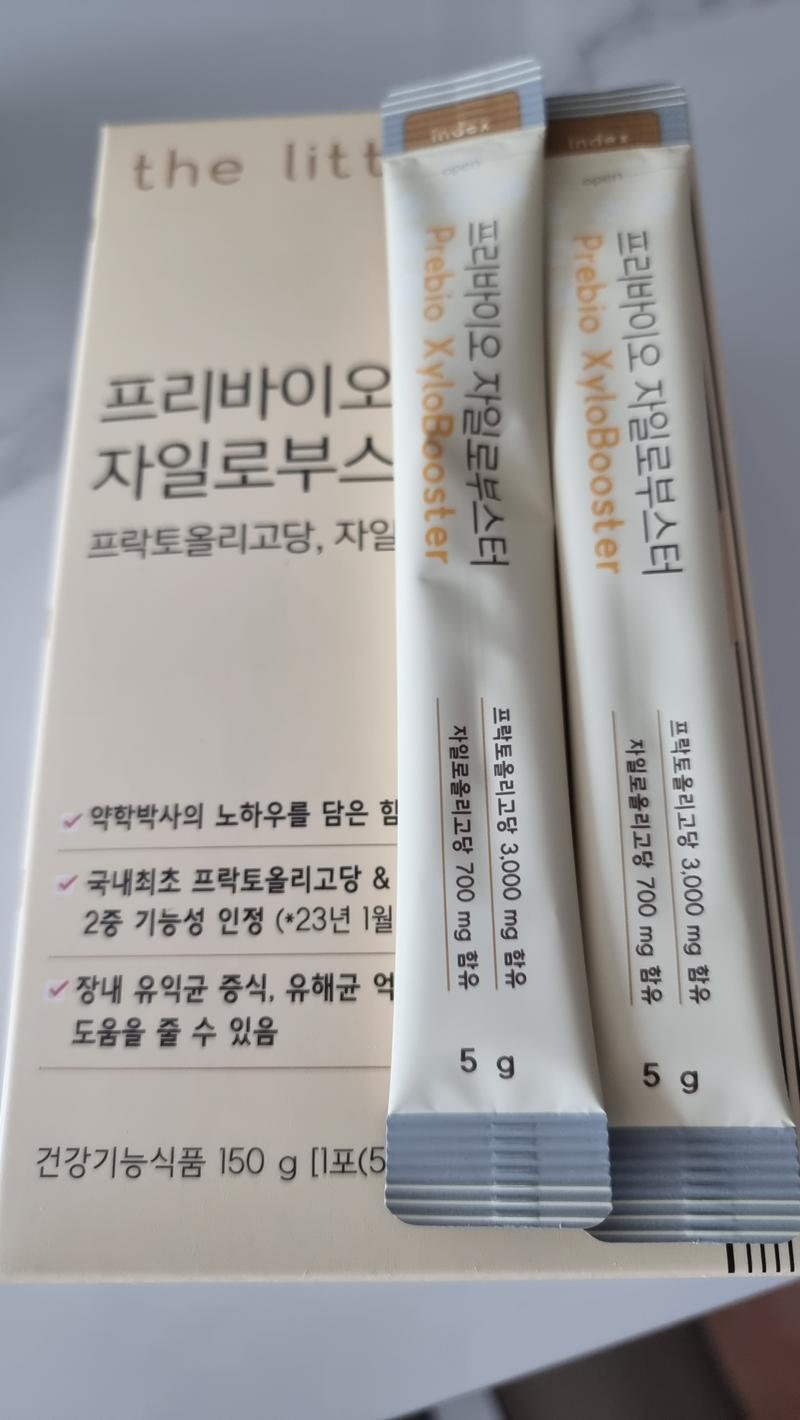 the litt
프리바이오
자일로부스
프락토올리고당, 자일
약학박사의 노하우를 담은
국내최초 프락토올리고당 &
2중 기능성 인정 (*23년 1월
장내 유익균 증식, 유해균 억
도움을 줄 수 있음
건강기능식품 150 g [1포(5
index
open
프리바이오 자일로부스터
Prebio XyloBooster
프락토올리고당 3,000 mg 함유
자일로올리고당 700 mg 함유
5 g
index
open
프리바이오 자일로부스터
Prebio XyloBooster
프락토올리고당 3,000 mg 함유
자일로올리고당 700 mg 함유
5 g